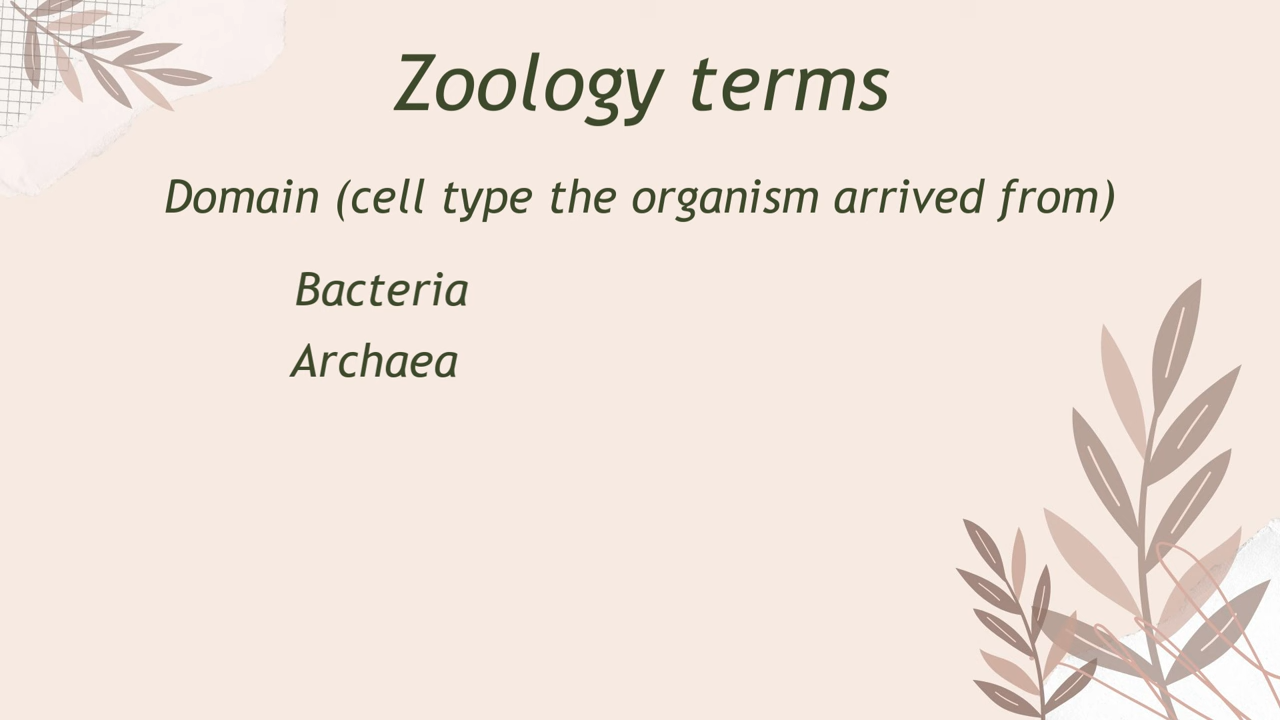 Zoology terms
Domain (cell type the organism arrived from)
Bacteria
Archaea